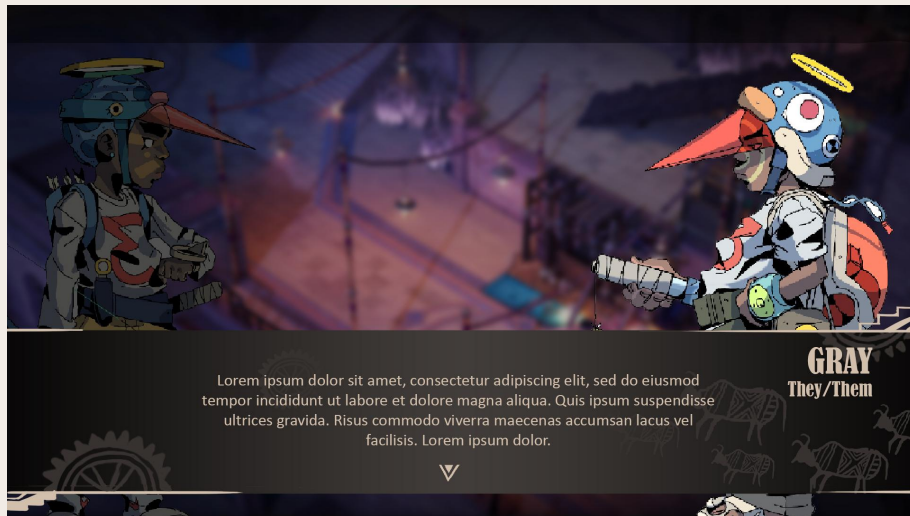 GRAY
They/Them
Lorem ipsum dolor sit amet, consectetur adipiscing elit, sed do eiusmod
tempor incididunt ut labore et dolore magna aliqua. Quis ipsum suspendisse
ultrices gravida. Risus commodo viverra maecenas accumsan lacus vel
facilisis. Lorem ipsum dolor.